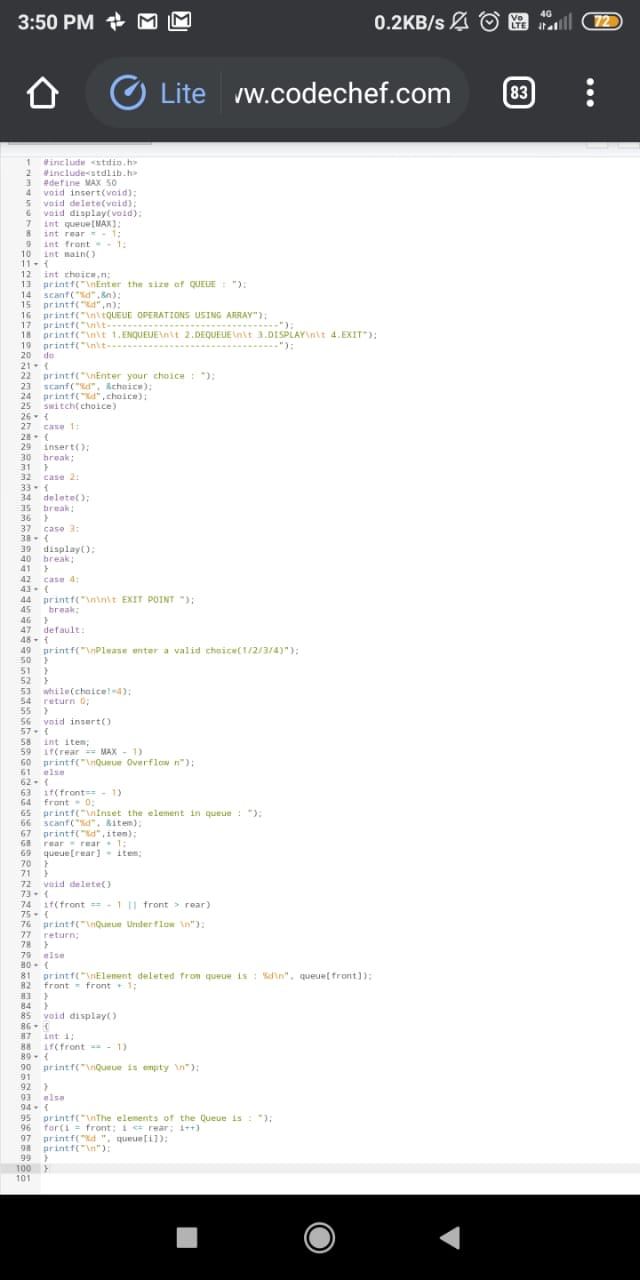 3:50 PM 0.2KB/s Vo LTE 4G 72
Lite vw.codechef.com 83
1 #include <stdio.h>
2 #include<stdlib.h>
3 #define MAX 50
4 void insert(void);
5 void delete(void);
6 void display(void);
7 int queue[MAX];
8 int rear = - 1;
9 int front = - 1;
10 int main()
11 {
12 int choice,n;
13 printf("\nEnter the size of QUEUE : ");
14 scanf("%d",&n);
15 printf("%d",n);
16 printf("\n\tQUEUE OPERATIONS USING ARRAY");
17 printf("\n\t--------------------------------");
18 printf("\n\t 1.ENQUEUE\n\t 2.DEQUEUE\n\t 3.DISPLAY\n\t 4.EXIT");
19 printf("\n\t--------------------------------");
20 do
21 {
22 printf("\nEnter your choice : ");
23 scanf("%d", &choice);
24 printf("%d",choice);
25 switch(choice)
26 {
27 case 1:
28 {
29 insert();
30 break;
31 }
32 case 2:
33 {
34 delete();
35 break;
36 }
37 case 3:
38 {
39 display();
40 break;
41 }
42 case 4:
43 {
44 printf("\n\n\t EXIT POINT ");
45 break;
46 }
47 default:
48 {
49 printf("\nPlease enter a valid choice(1/2/3/4)");
50 }
51 }
52 }
53 while(choice!=4);
54 return 0;
55 }
56 void insert()
57 {
58 int item;
59 if(rear == MAX - 1)
60 printf("\nQueue Overflow n");
61 else
62 {
63 if(front== - 1)
64 front = 0;
65 printf("\nInset the element in queue : ");
66 scanf("%d", &item);
67 printf("%d",item);
68 rear = rear + 1;
69 queue[rear] = item;
70 }
71 }
72 void delete()
73 {
74 if(front == - 1 || front > rear)
75 {
76 printf("\nQueue Underflow \n");
77 return;
78 }
79 else
80 {
81 printf("\nElement deleted from queue is : %d\n", queue[front]);
82 front = front + 1;
83 }
84 }
85 void display()
86 {
87 int i;
88 if(front == - 1)
89 {
90 printf("\nQueue is empty \n");
91
92 }
93 else
94 {
95 printf("\nThe elements of the Queue is : ");
96 for(i = front; i <= rear; i++)
97 printf("%d ", queue[i]);
98 printf("\n");
99 }
100 }
101